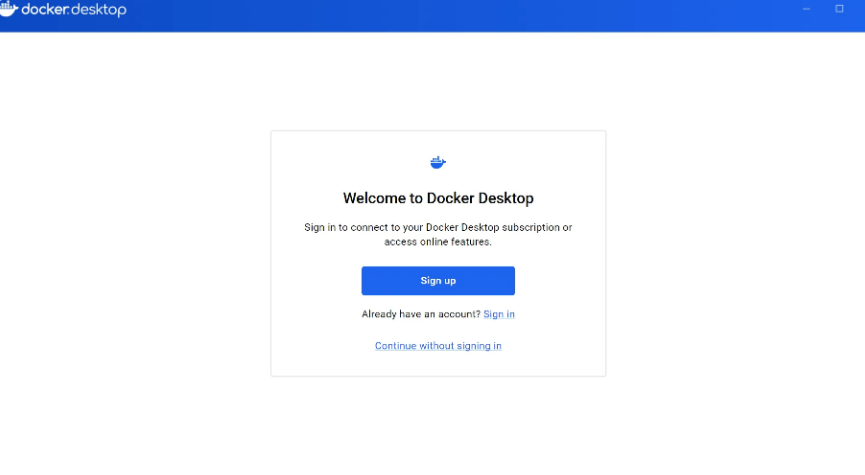 docker.desktop
Welcome to Docker Desktop
Sign in to connect to your Docker Desktop subscription or
access online features.
Sign up
Already have an account? Sign in
Continue without signing in